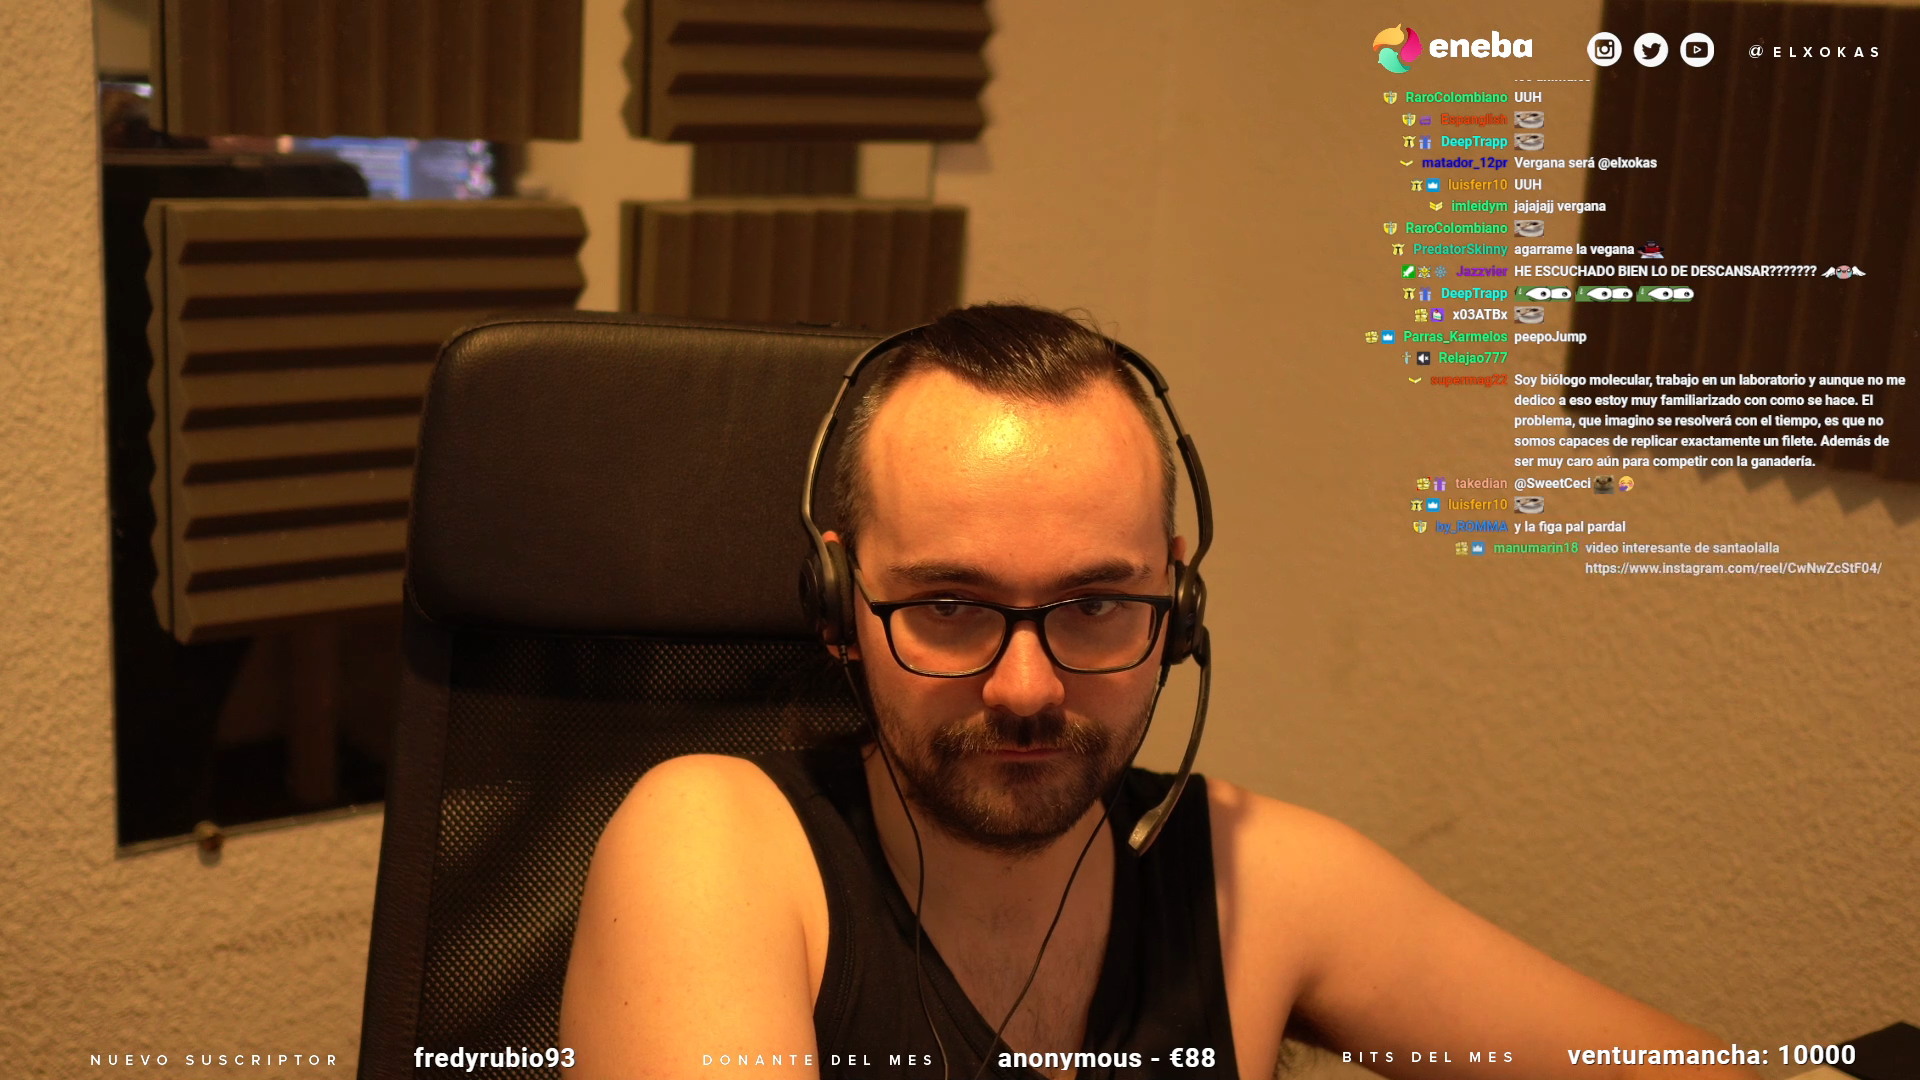 eneba
@ELXOKAS
RaroColombiano UUH
Espanglish
DeepTrapp
matador_12pr Vergana será @elxokas
luisferr10 UUH
imleidym jajajajj vergana
RaroColombiano
PredatorSkinny agarrame la vegana
Jazzvier HE ESCUCHADO BIEN LO DE DESCANSAR???????
DeepTrapp
x03ATBx
Parras_Karmelos peepoJump
Relajao777
supermag22 Soy biólogo molecular, trabajo en un laboratorio y aunque no me
dedico a eso estoy muy familiarizado con como se hace. El
problema, que imagino se resolverá con el tiempo, es que no
somos capaces de replicar exactamente un filete. Además de
ser muy caro aún para competir con la ganadería.
takedian @SweetCeci
luisferr10
by_ROMMA y la figa pal pardal
manumarin18 video interesante de santaolalla
https://www.instagram.com/reel/CwNwZcStF04/
NUEVO SUSCRIPTOR fredyrubio93 DONANTE DEL MES anonymous - €88 BITS DEL MES venturamancha: 10000